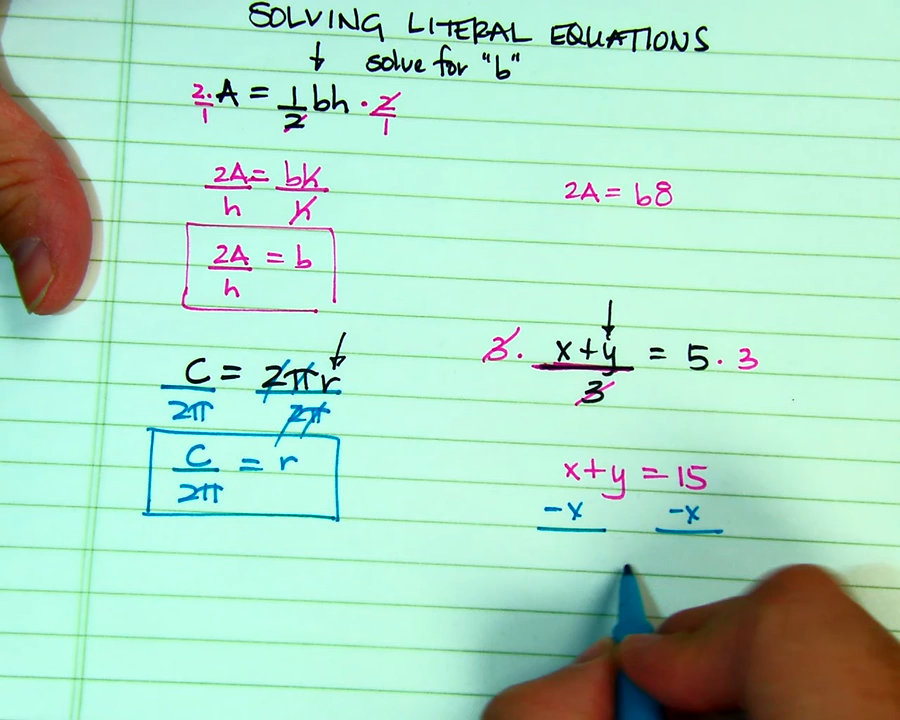 SOLVING LITERAL EQUATIONS
↓ solve for "b"
2/1 · A = 1/2 bh · 2/1
2A/h = bh/h
2A/h = b
2A = b8
C/2π = 2πr/2π
C/2π = r
3 · x+y/3 = 5 · 3
x+y = 15
-x -x